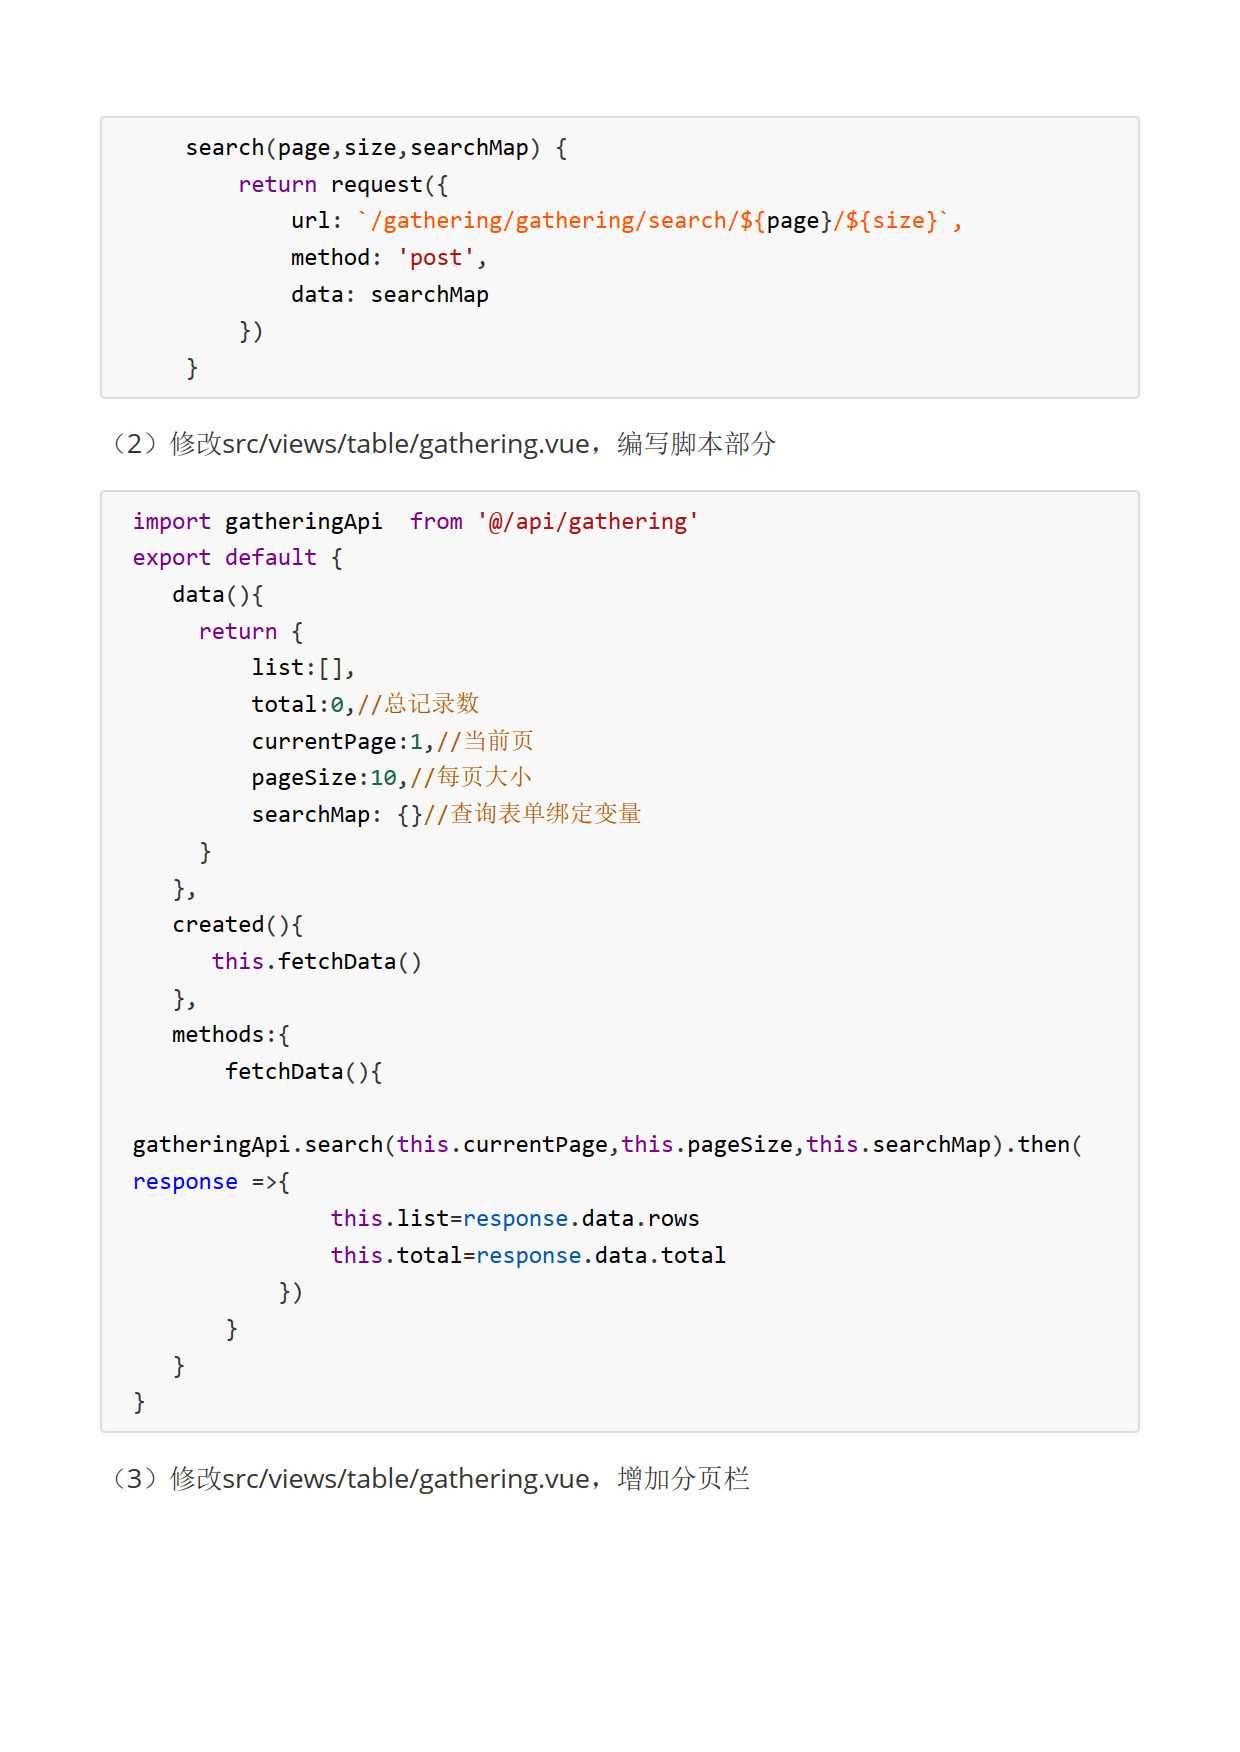 search(page,size,searchMap) {
        return request({
            url: `/gathering/gathering/search/${page}/${size}`,
            method: 'post',
            data: searchMap
        })
    }
（2）修改src/views/table/gathering.vue，编写脚本部分
import gatheringApi  from '@/api/gathering'
export default {
   data(){
     return {
         list:[],
         total:0,//总记录数
         currentPage:1,//当前页
         pageSize:10,//每页大小
         searchMap: {}//查询表单绑定变量
     }
   },
   created(){
      this.fetchData()
   },
   methods:{
       fetchData(){
gatheringApi.search(this.currentPage,this.pageSize,this.searchMap).then(
response =>{
               this.list=response.data.rows
               this.total=response.data.total
           })
       }
   }
}
（3）修改src/views/table/gathering.vue，增加分页栏